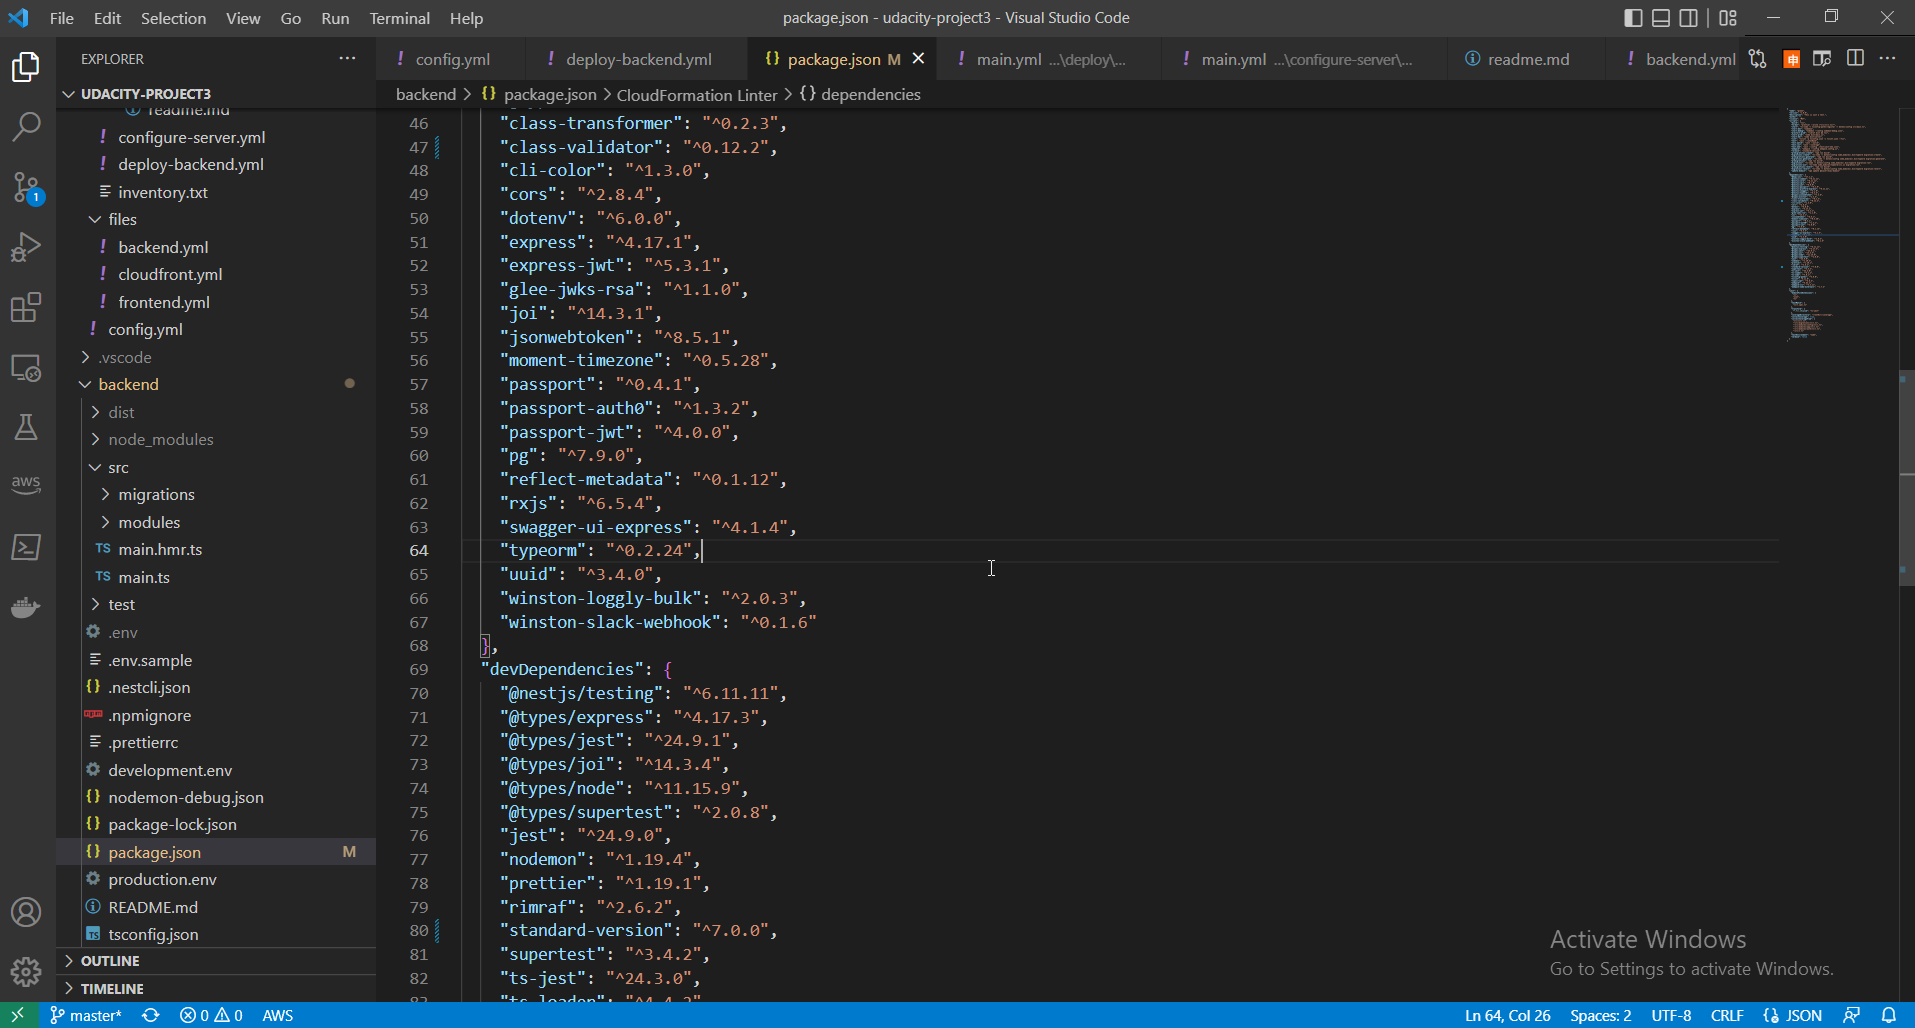 File Edit Selection View Go Run Terminal Help
package.json - udacity-project3 - Visual Studio Code
EXPLORER
config.yml
deploy-backend.yml
package.json M
main.yml ...\deploy\...
main.yml ...\configure-server\...
readme.md
backend.yml
backend > {} package.json > CloudFormation Linter > {} dependencies
UDACITY-PROJECT3
readme.md
configure-server.yml
deploy-backend.yml
inventory.txt
files
backend.yml
cloudfront.yml
frontend.yml
config.yml
.vscode
backend
dist
node_modules
src
migrations
modules
TS main.hmr.ts
TS main.ts
test
.env
.env.sample
{} .nestcli.json
.npmignore
.prettierrc
development.env
{} nodemon-debug.json
{} package-lock.json
{} package.json M
production.env
README.md
TS tsconfig.json
OUTLINE
TIMELINE
1
aws
46 "class-transformer": "^0.2.3",
47 "class-validator": "^0.12.2",
48 "cli-color": "^1.3.0",
49 "cors": "^2.8.4",
50 "dotenv": "^6.0.0",
51 "express": "^4.17.1",
52 "express-jwt": "^5.3.1",
53 "glee-jwks-rsa": "^1.1.0",
54 "joi": "^14.3.1",
55 "jsonwebtoken": "^8.5.1",
56 "moment-timezone": "^0.5.28",
57 "passport": "^0.4.1",
58 "passport-auth0": "^1.3.2",
59 "passport-jwt": "^4.0.0",
60 "pg": "^7.9.0",
61 "reflect-metadata": "^0.1.12",
62 "rxjs": "^6.5.4",
63 "swagger-ui-express": "^4.1.4",
64 "typeorm": "^0.2.24",
65 "uuid": "^3.4.0",
66 "winston-loggly-bulk": "^2.0.3",
67 "winston-slack-webhook": "^0.1.6"
68 },
69 "devDependencies": {
70 "@nestjs/testing": "^6.11.11",
71 "@types/express": "^4.17.3",
72 "@types/jest": "^24.9.1",
73 "@types/joi": "^14.3.4",
74 "@types/node": "^11.15.9",
75 "@types/supertest": "^2.0.8",
76 "jest": "^24.9.0",
77 "nodemon": "^1.19.4",
78 "prettier": "^1.19.1",
79 "rimraf": "^2.6.2",
80 "standard-version": "^7.0.0",
81 "supertest": "^3.4.2",
82 "ts-jest": "^24.3.0",
Activate Windows
Go to Settings to activate Windows.
master* 0 0 AWS
Ln 64, Col 26 Spaces: 2 UTF-8 CRLF {} JSON